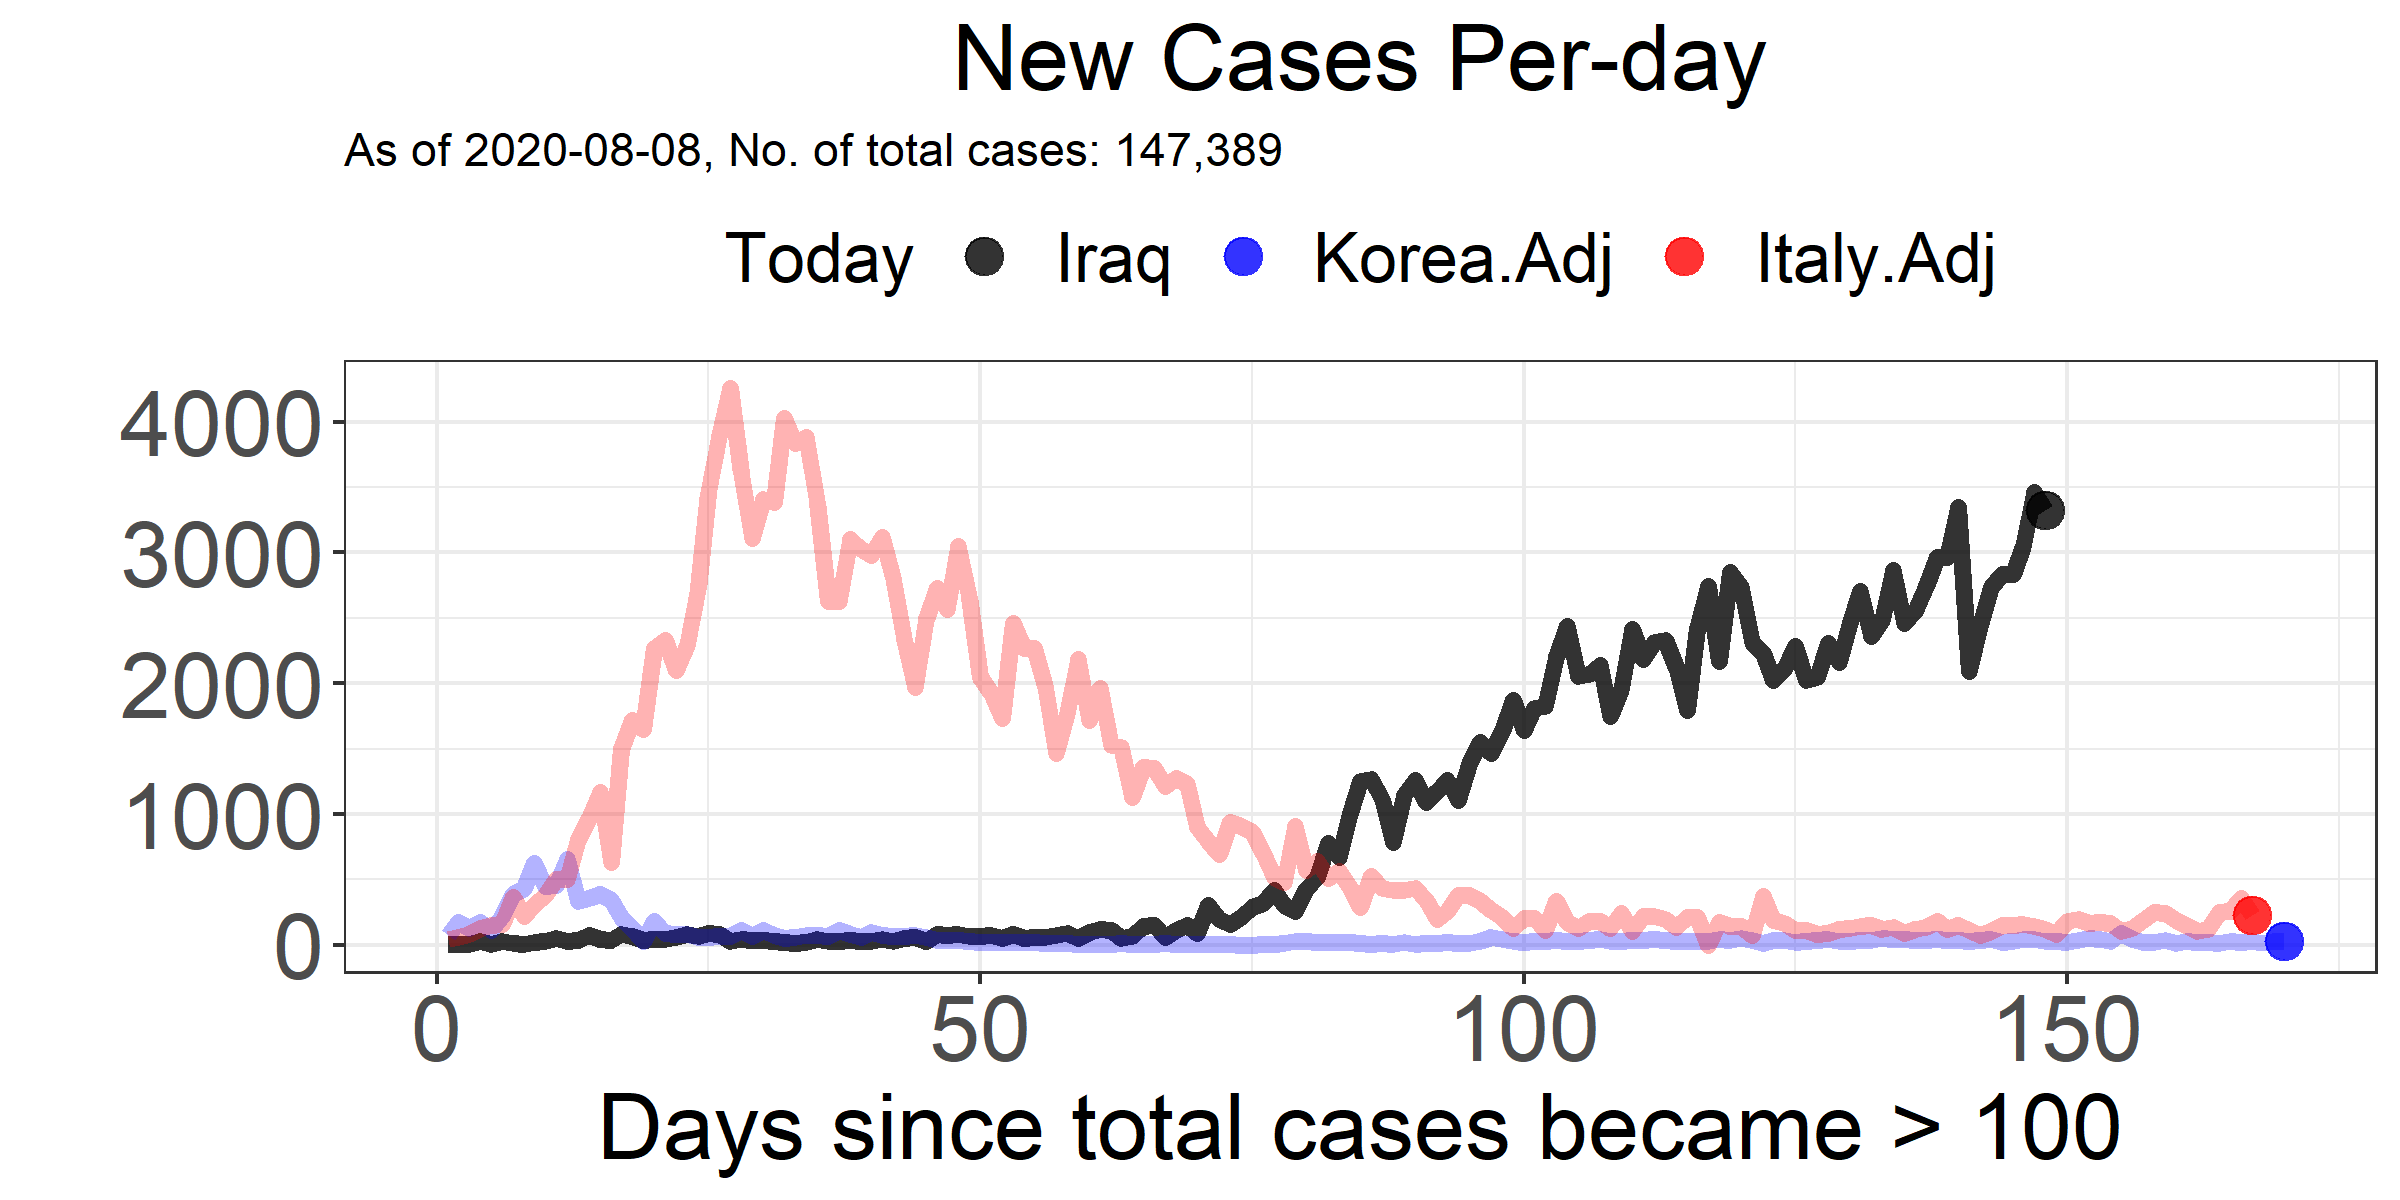 New Cases Per-day
As of 2020-08-08, No. of total cases: 147,389
Today Iraq Korea.Adj Italy.Adj
4000
3000
2000
1000
0
0 50 100 150
Days since total cases became > 100